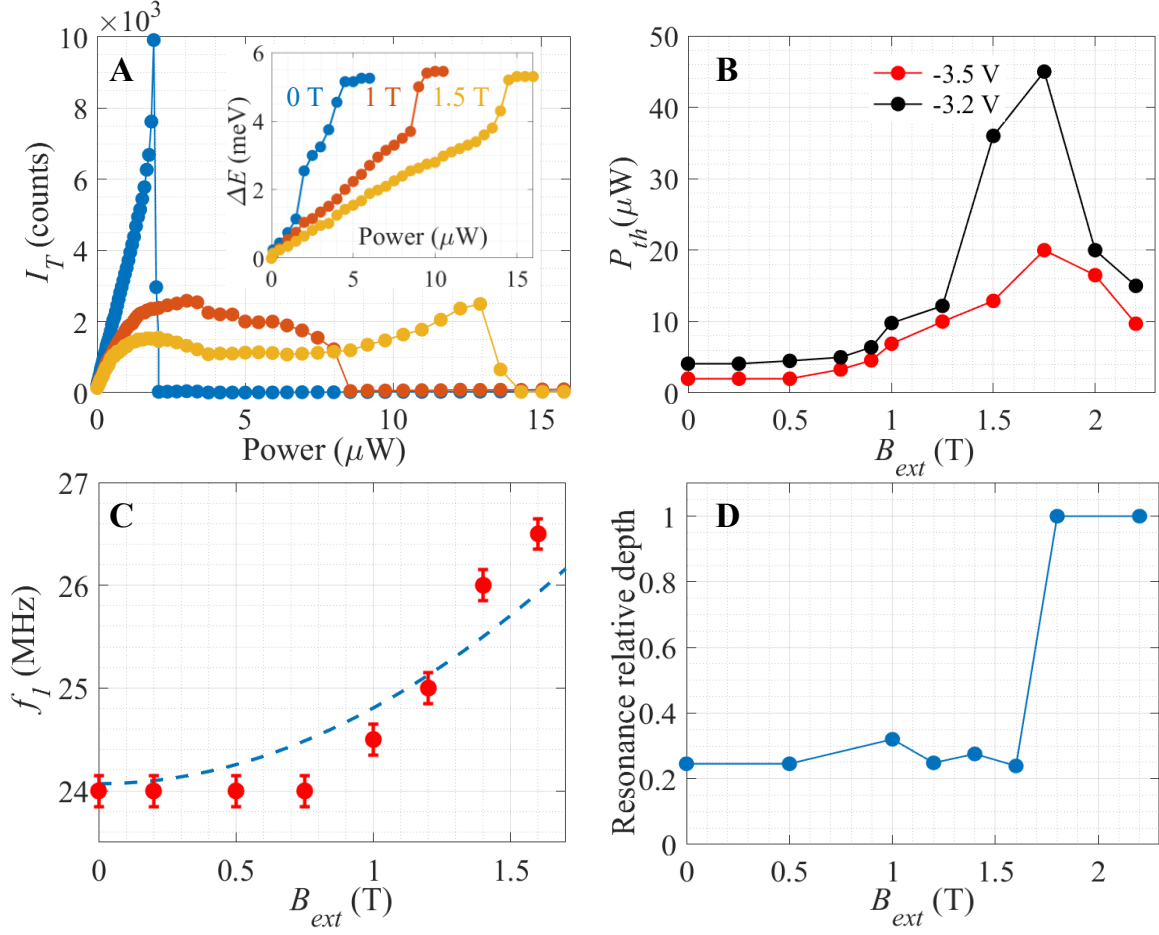 ×10³
A
10
8
6
4
2
0
I_T (counts)
0
5
10
15
Power (μW)
6
4
2
0
ΔE (meV)
0 T
1 T
1.5 T
Power (μW)
0
5
10
15
B
50
40
30
20
10
0
P_th(μW)
-3.5 V
-3.2 V
0
0.5
1
1.5
2
B_ext (T)
C
27
26
25
24
f_1 (MHz)
0
0.5
1
1.5
B_ext (T)
D
1
0.8
0.6
0.4
0.2
0
Resonance relative depth
0
0.5
1
1.5
2
B_ext (T)